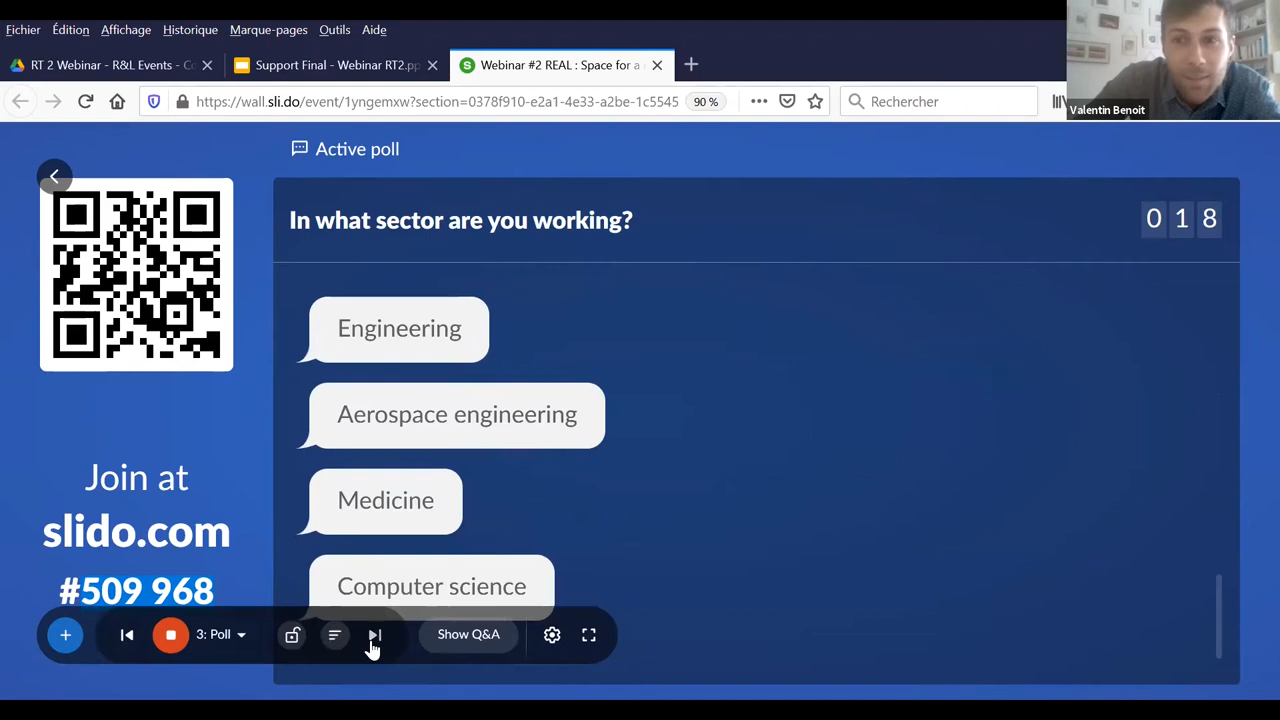 Fichier Édition Affichage Historique Marque-pages Outils Aide
RT 2 Webinar - R&L Events - C
Support Final - Webinar RT2.pp
Webinar #2 REAL : Space for a
https://wall.sli.do/event/1yngemxw?section=0378f910-e2a1-4e33-a2be-1c5545
90 %
Rechercher
Valentin Benoit
Active poll
In what sector are you working?
018
Engineering
Aerospace engineering
Medicine
Computer science
Join at
slido.com
#509 968
3: Poll
Show Q&A